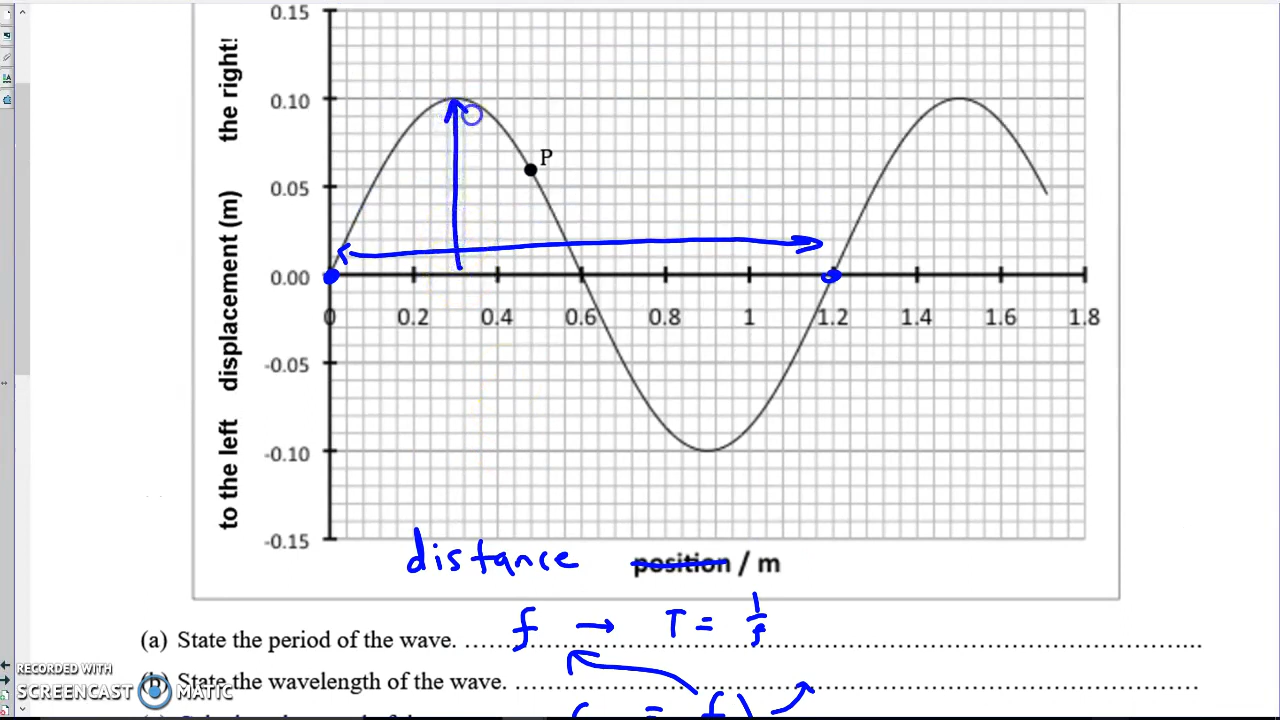 0.15
0.10
0.05
0.00
-0.05
-0.10
-0.15
to the left displacement (m) the right!
P
0 0.2 0.4 0.6 0.8 1 1.2 1.4 1.6 1.8
distance position / m
f → T = 1/f
(a) State the period of the wave. ……
(b) State the wavelength of the wave. ……
RECORDED WITH
SCREENCAST MATIC